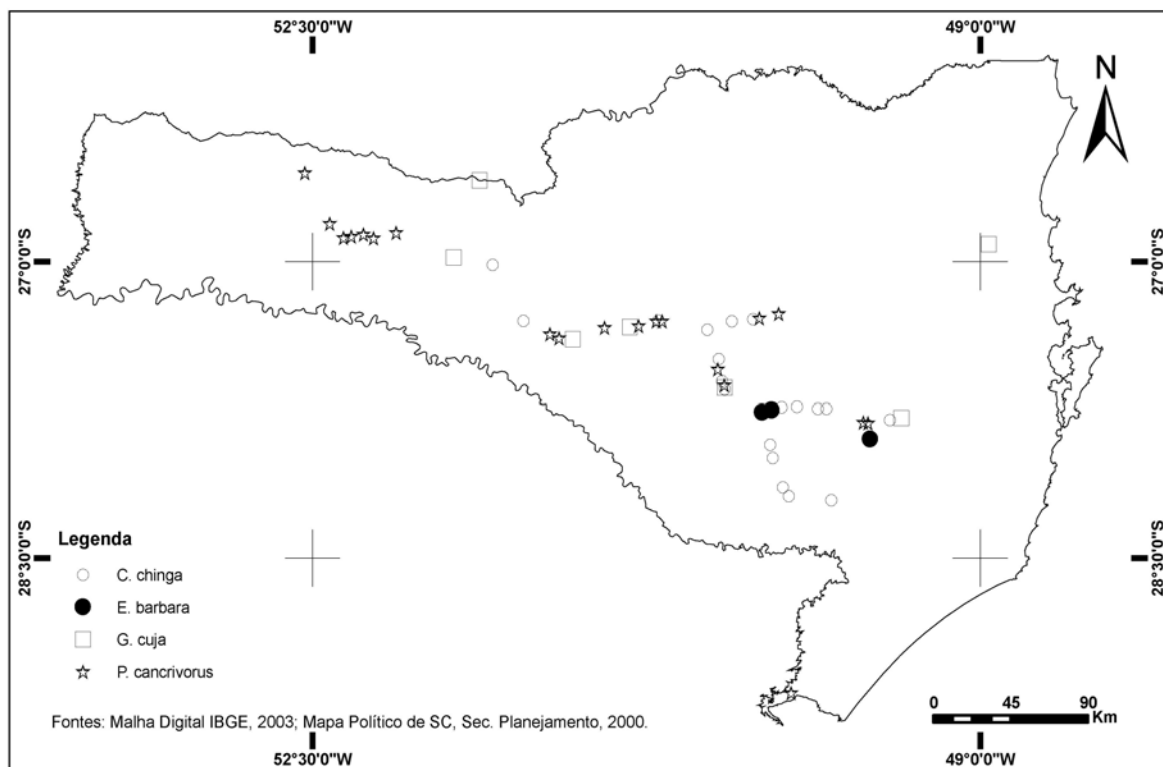 52°30'0"W
49°0'0"W
N
27°0'0"S
27°0'0"S
28°30'0"S
28°30'0"S
Legenda
C. chinga
E. barbara
G. cuja
P. cancrivorus
Fontes: Malha Digital IBGE, 2003; Mapa Político de SC, Sec. Planejamento, 2000.
0 45 90
Km
52°30'0"W
49°0'0"W